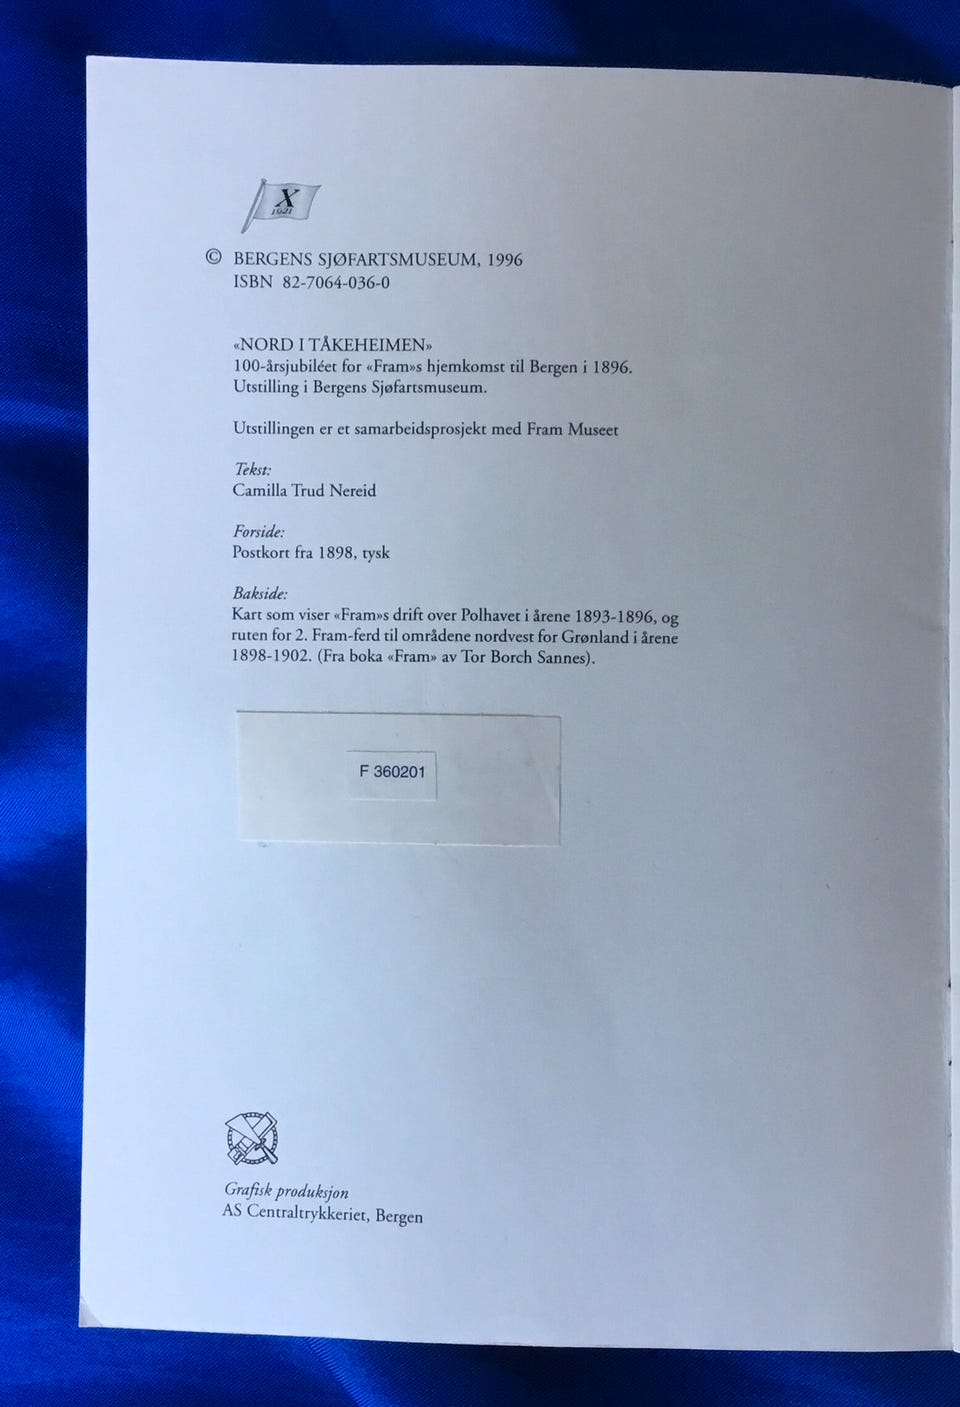 X
1921
© BERGENS SJØFARTSMUSEUM, 1996
ISBN 82-7064-036-0
«NORD I TÅKEHEIMEN»
100-årsjubiléet for «Fram»s hjemkomst til Bergen i 1896.
Utstilling i Bergens Sjøfartsmuseum.
Utstillingen er et samarbeidsprosjekt med Fram Museet
Tekst:
Camilla Trud Nereid
Forside:
Postkort fra 1898, tysk
Bakside:
Kart som viser «Fram»s drift over Polhavet i årene 1893-1896, og
ruten for 2. Fram-ferd til områdene nordvest for Grønland i årene
1898-1902. (Fra boka «Fram» av Tor Borch Sannes).
F 360201
Grafisk produksjon
AS Centraltrykkeriet, Bergen